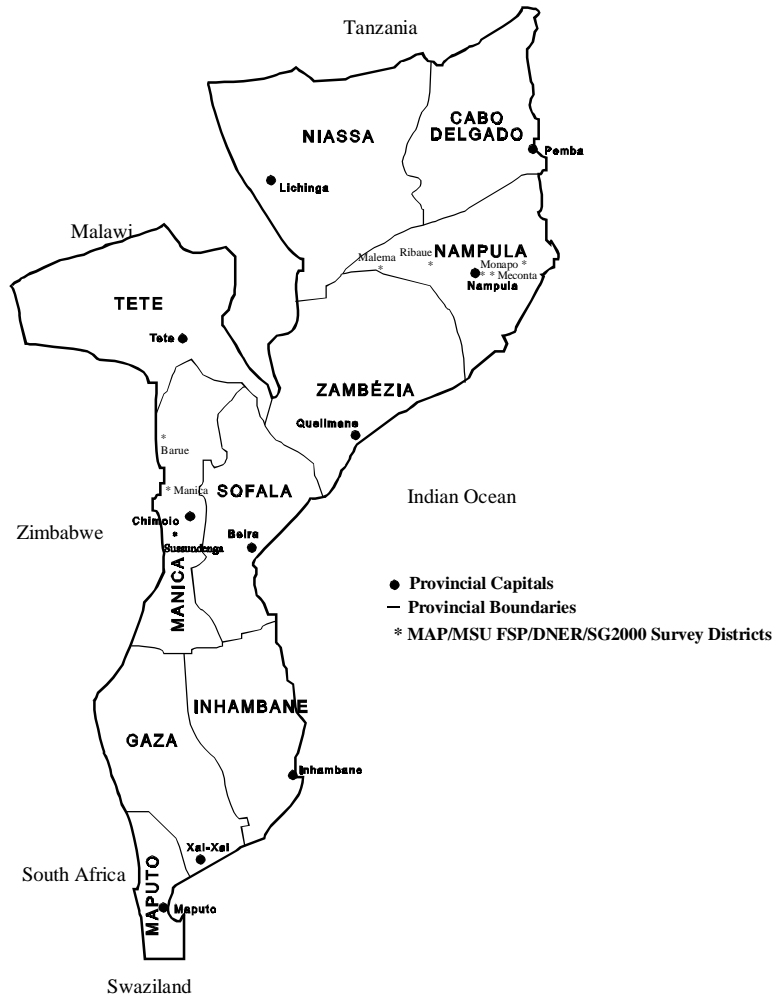 Tanzania
CABO
DELGADO
NIASSA
Pemba
Lichinga
Malawi
Ribaue
NAMPULA
Malema
Monapo *
* * Meconta
*
*
Nampula
TETE
Tete
ZAMBÉZIA
Quelimane
*
Barue
* Manica
SOFALA
Indian Ocean
Chimoio
Zimbabwe
*
Beira
Sussundenga
MANICA
● Provincial Capitals
— Provincial Boundaries
* MAP/MSU FSP/DNER/SG2000 Survey Districts
INHAMBANE
GAZA
Inhambane
Xai-Xai
South Africa
MAPUTO
Maputo
Swaziland